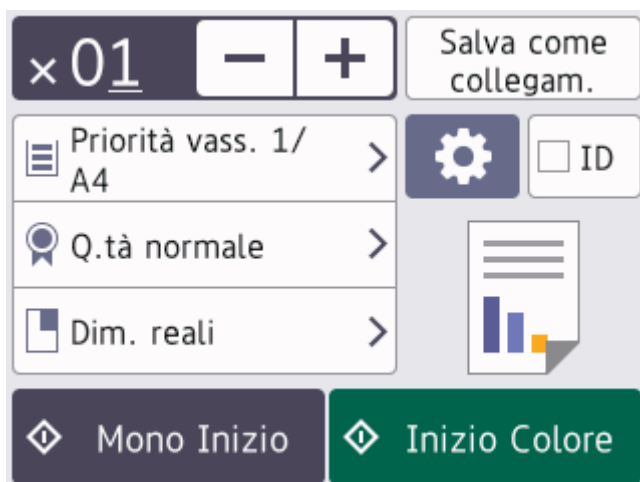 ×01 − +
Salva come
collegam.
Priorità vass. 1/
A4
ID
Q.tà normale
Dim. reali
Mono Inizio
Inizio Colore